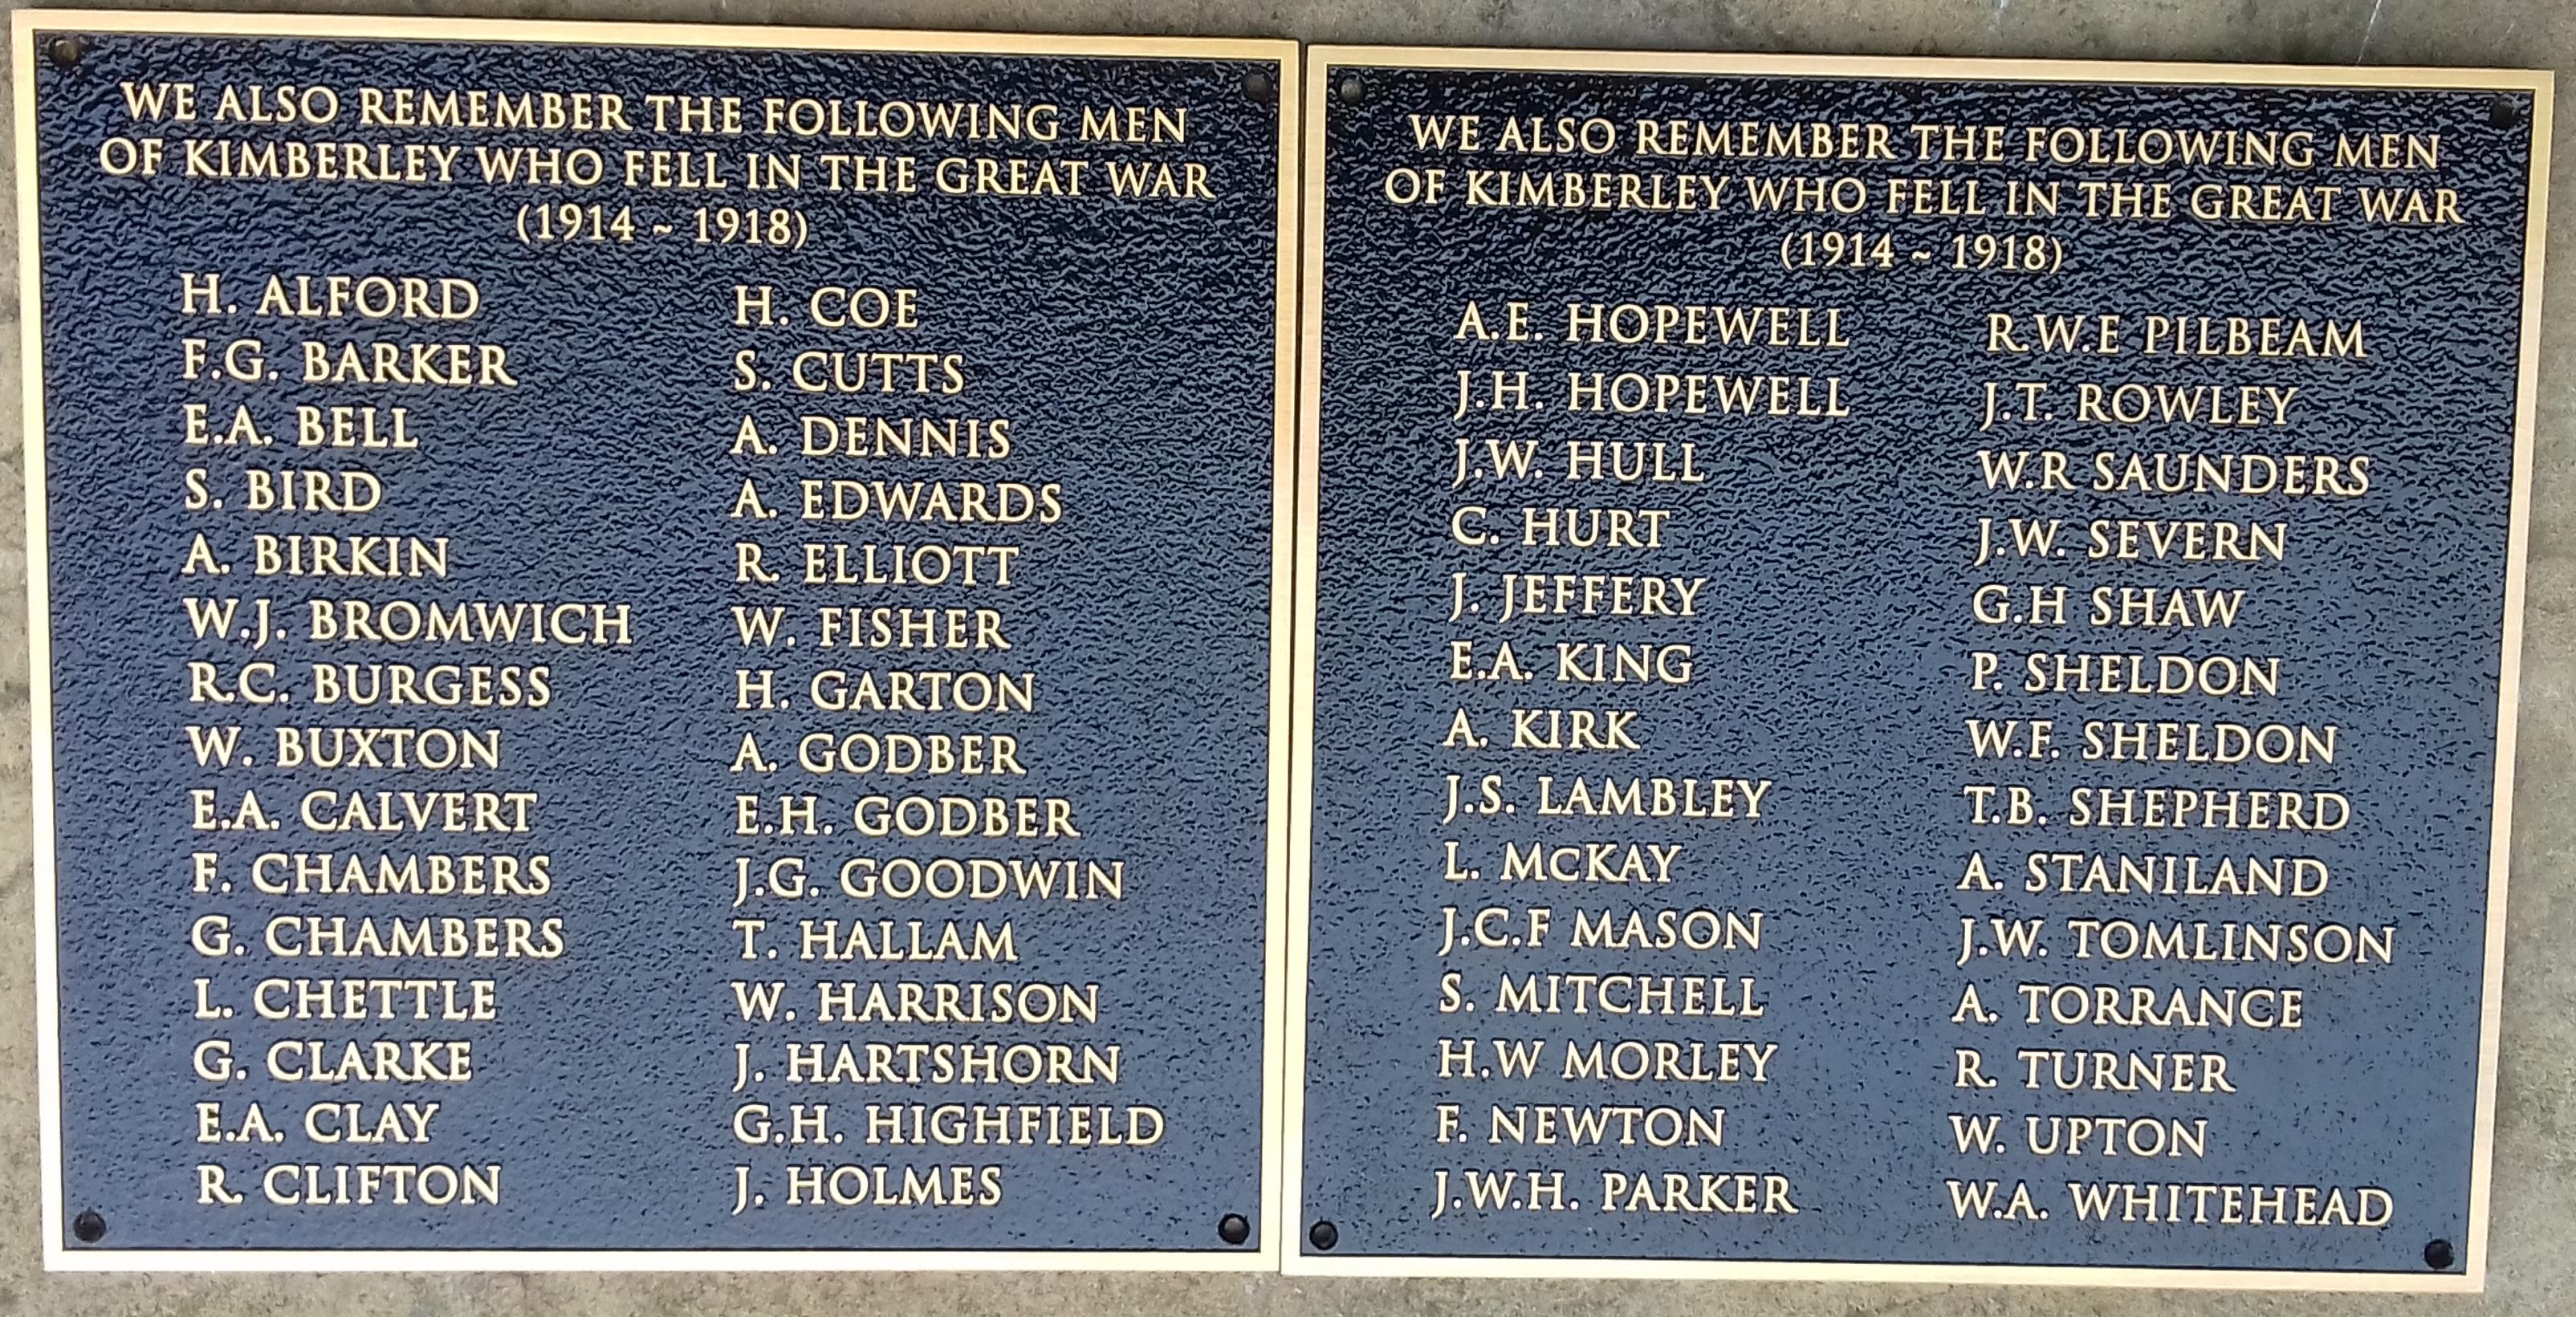 WE ALSO REMEMBER THE FOLLOWING MEN
OF KIMBERLEY WHO FELL IN THE GREAT WAR
(1914 ~ 1918)
H. ALFORD
F.G. BARKER
E.A. BELL
S. BIRD
A. BIRKIN
W.J. BROMWICH
R.C. BURGESS
W. BUXTON
E.A. CALVERT
F. CHAMBERS
G. CHAMBERS
L. CHETTLE
G. CLARKE
E.A. CLAY
R. CLIFTON
H. COE
S. CUTTS
A. DENNIS
A. EDWARDS
R. ELLIOTT
W. FISHER
H. GARTON
A. GODBER
E.H. GODBER
J.G. GOODWIN
T. HALLAM
W. HARRISON
J. HARTSHORN
G.H. HIGHFIELD
J. HOLMES
WE ALSO REMEMBER THE FOLLOWING MEN
OF KIMBERLEY WHO FELL IN THE GREAT WAR
(1914 ~ 1918)
A.E. HOPEWELL
J.H. HOPEWELL
J.W. HULL
C. HURT
J. JEFFERY
E.A. KING
A. KIRK
J.S. LAMBLEY
L. McKAY
J.C.F MASON
S. MITCHELL
H.W MORLEY
F. NEWTON
J.W.H. PARKER
R.W.E PILBEAM
J.T. ROWLEY
W.R SAUNDERS
J.W. SEVERN
G.H SHAW
P. SHELDON
W.F. SHELDON
T.B. SHEPHERD
A. STANILAND
J.W. TOMLINSON
A. TORRANCE
R. TURNER
W. UPTON
W.A. WHITEHEAD